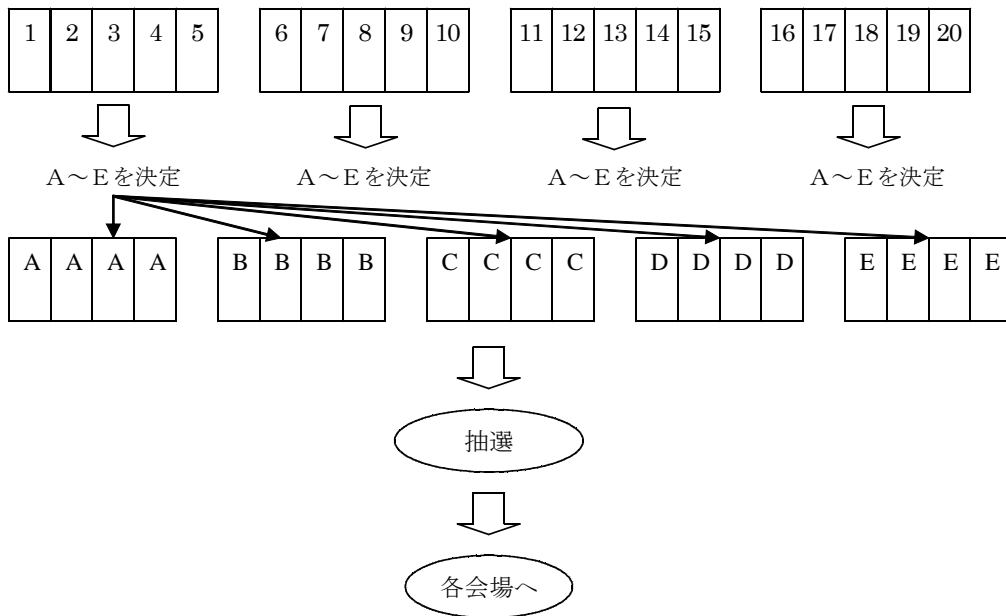 1 2 3 4 5 6 7 8 9 10 11 12 13 14 15 16 17 18 19 20
A～Eを決定 A～Eを決定 A～Eを決定 A～Eを決定
A A A A B B B B C C C C D D D D E E E E
抽選
各会場へ